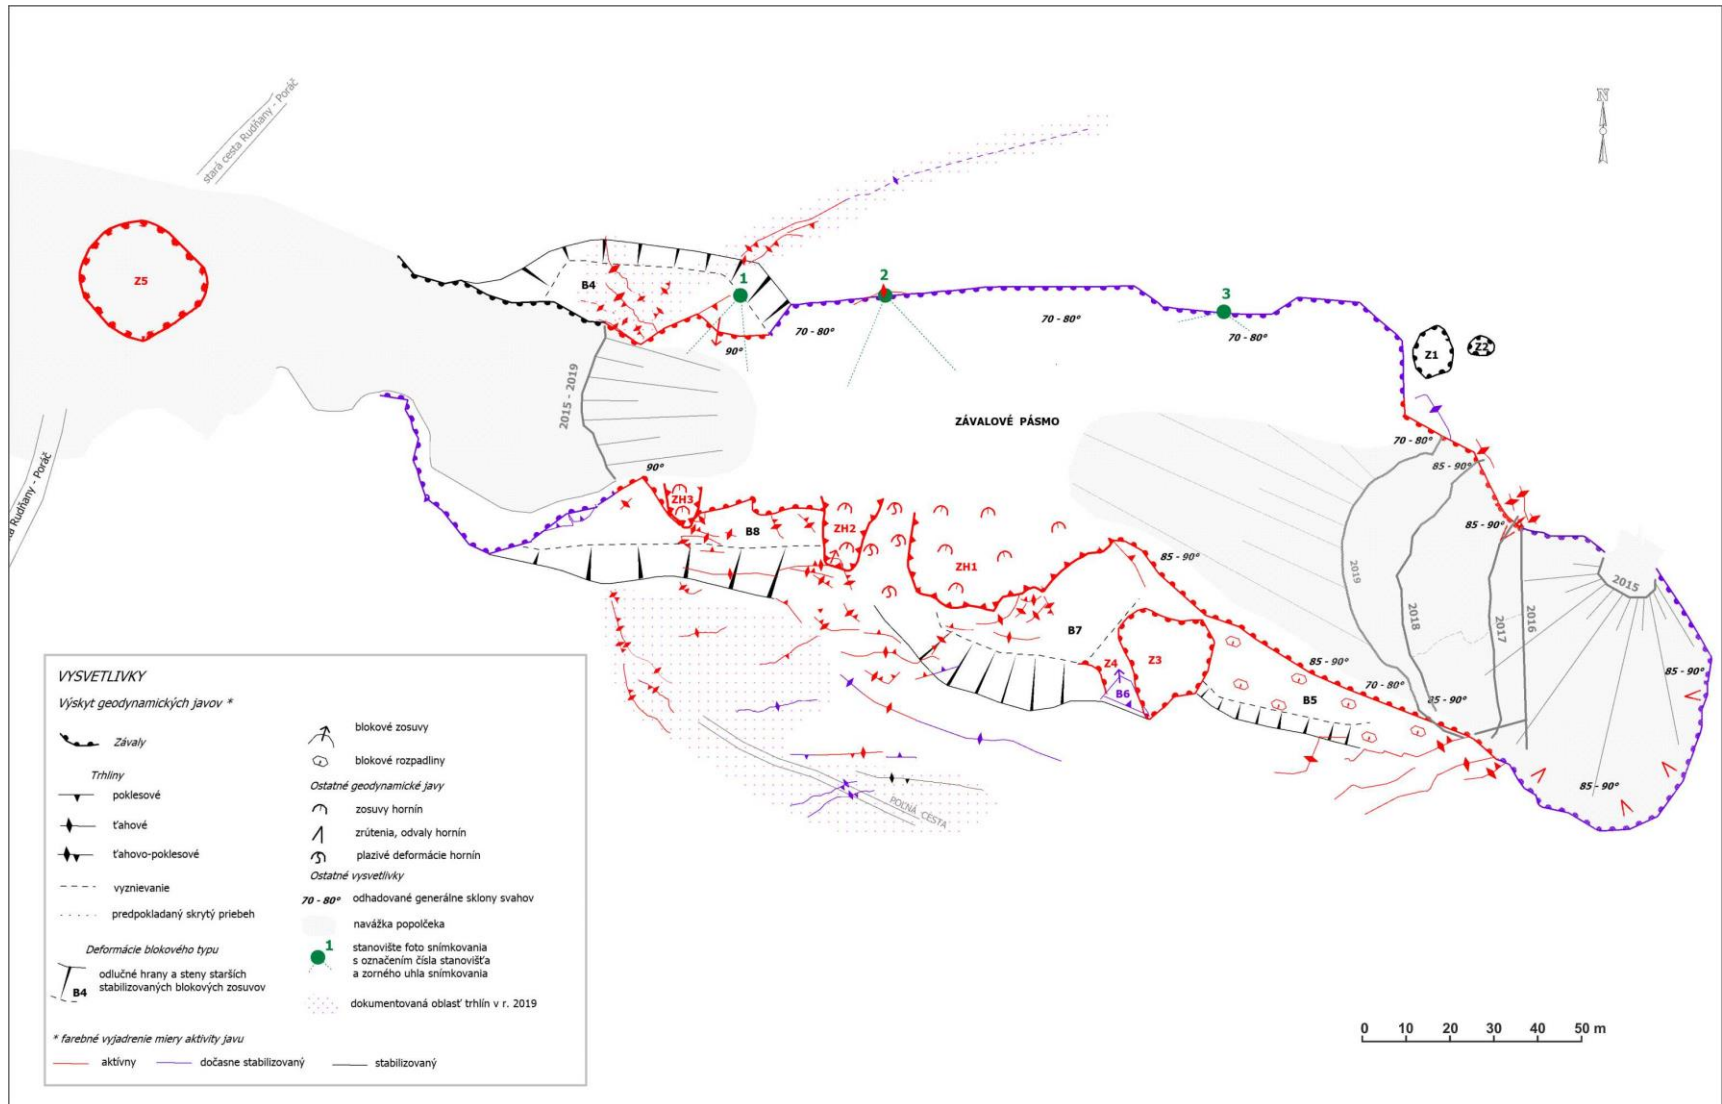 stará cesta Rudňany - Poráč
N
Z5
B4
1
2
3
70 - 80°
70 - 80°
70 - 80°
90°
Z1
Z2
2015 - 2019
ZÁVALOVÉ PÁSMO
70 - 80°
85 - 90°
ta Rudňany - Poráč
90°
ZH3
B8
ZH2
ZH1
85 - 90°
85 - 90°
2019
2018
2017
2016
2015
B7
Z4
Z3
B6
B5
85 - 90°
70 - 80°
85 - 90°
85 - 90°
85 - 90°
POĽNÁ CESTA
VYSVETLIVKY
Výskyt geodynamických javov *
Závaly
Trhliny
poklesové
ťahové
ťahovo-poklesové
vyznievanie
predpokladaný skrytý priebeh
Deformácie blokového typu
B4
odlučné hrany a steny starších
stabilizovaných blokových zosuvov
blokové zosuvy
blokové rozpadliny
Ostatné geodynamické javy
zosuvy hornín
zrútenia, odvaly hornín
plazivé deformácie hornín
Ostatné vysvetlivky
70 - 80° odhadované generálne sklony svahov
navážka popolčeka
1 stanovište foto snímkovania
s označením čísla stanovišťa
a zorného uhla snímkovania
dokumentovaná oblasť trhlín v r. 2019
* farebné vyjadrenie miery aktivity javu
aktívny dočasne stabilizovaný stabilizovaný
0 10 20 30 40 50 m